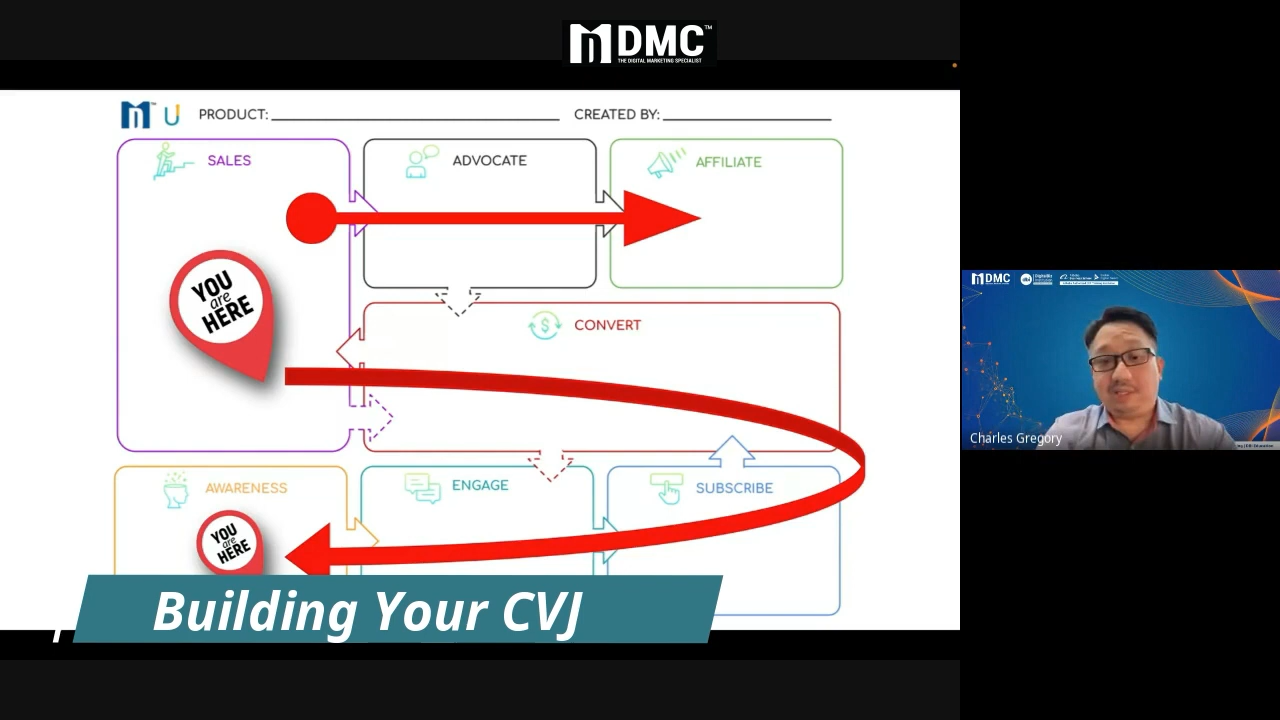 DMC™
THE DIGITAL MARKETING SPECIALIST
U PRODUCT: CREATED BY:
SALES
ADVOCATE
AFFILIATE
YOU
are
HERE
CONVERT
AWARENESS
ENGAGE
SUBSCRIBE
YOU
are
HERE
Building Your CVJ
DMC
Charles Gregory